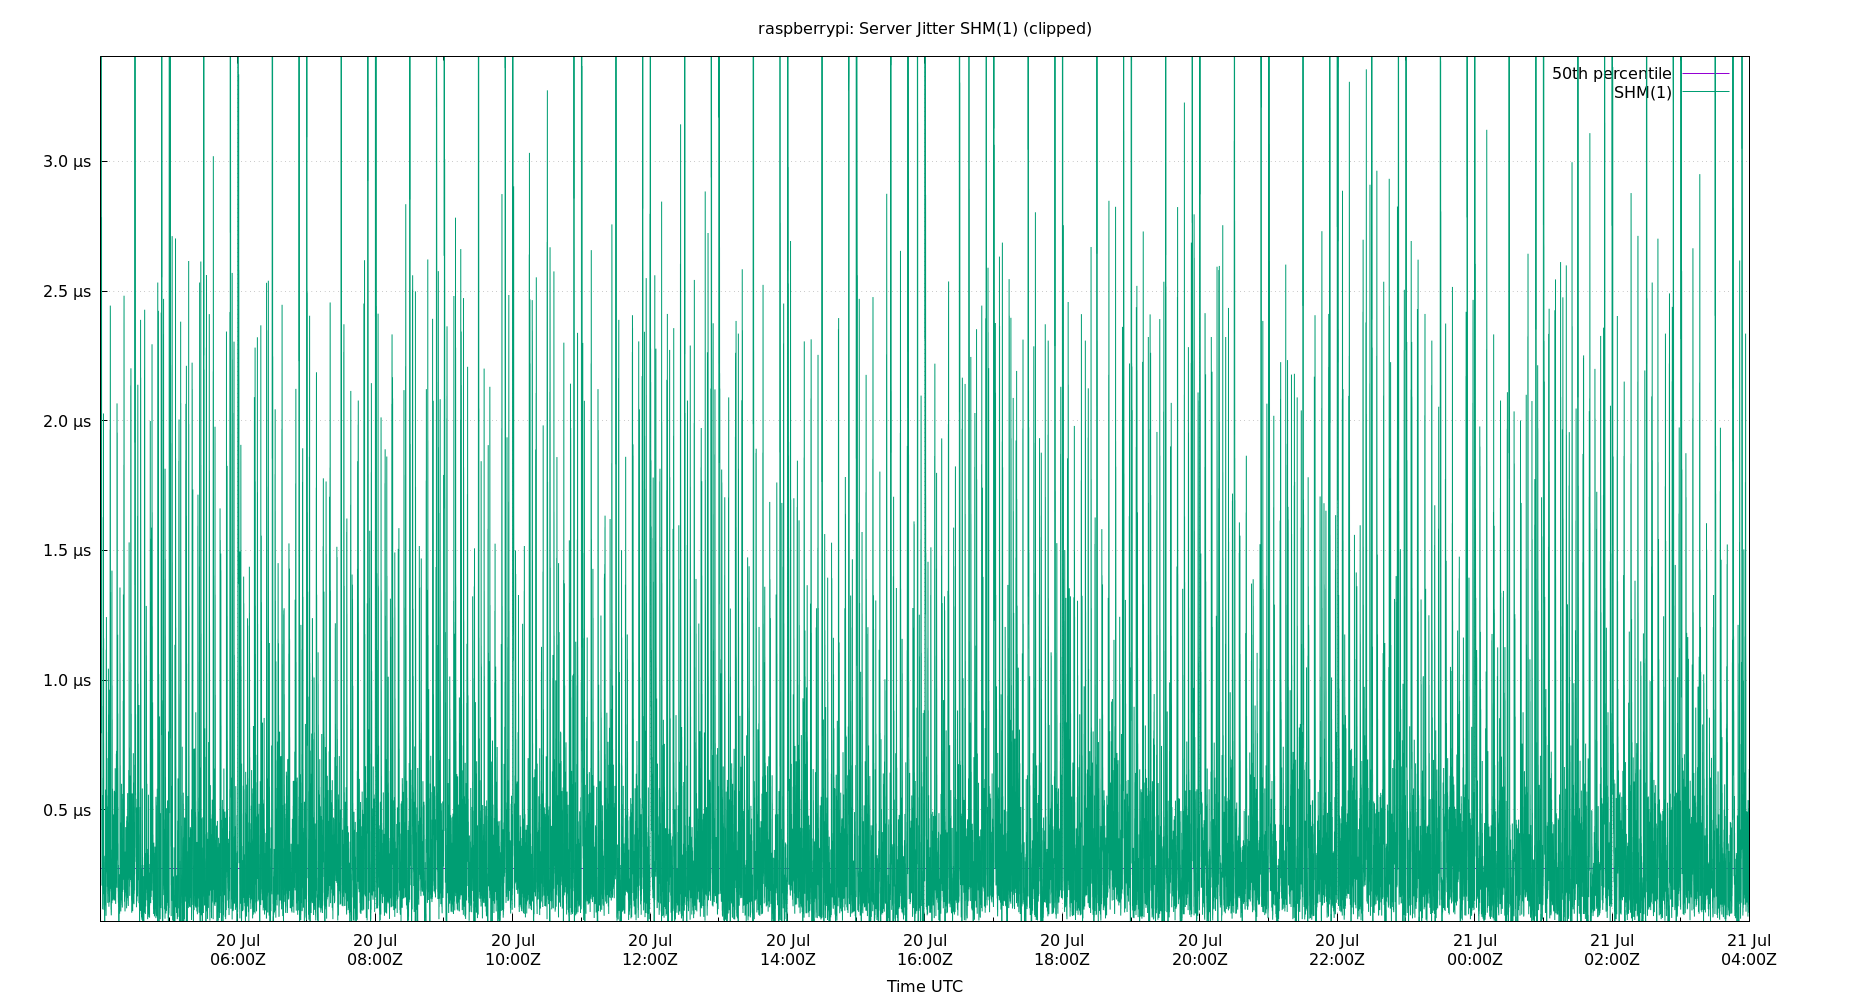 raspberrypi: Server Jitter SHM(1) (clipped)
50th percentile
SHM(1)
3.0 µs
2.5 µs
2.0 µs
1.5 µs
1.0 µs
0.5 µs
20 Jul 20 Jul 20 Jul 20 Jul 20 Jul 20 Jul 20 Jul 20 Jul 20 Jul 21 Jul 21 Jul 21 Jul
06:00Z 08:00Z 10:00Z 12:00Z 14:00Z 16:00Z 18:00Z 20:00Z 22:00Z 00:00Z 02:00Z 04:00Z
Time UTC